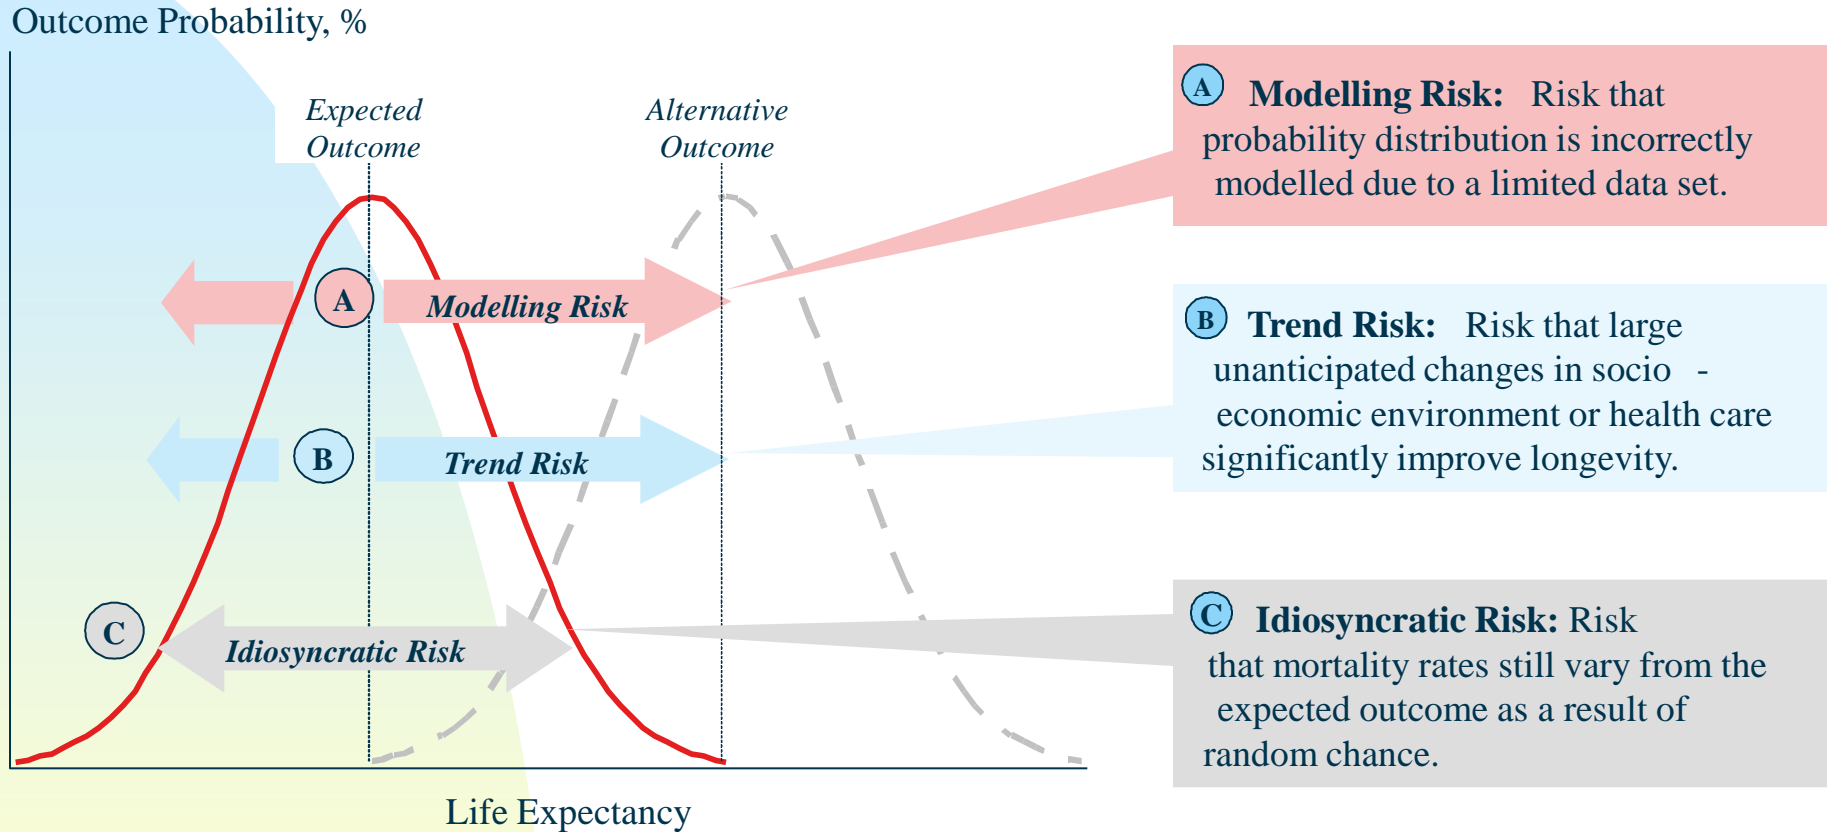 Outcome Probability, %
Expected
Outcome
Alternative
Outcome
A
Modelling Risk
B
Trend Risk
C
Idiosyncratic Risk
Life Expectancy
A Modelling Risk: Risk that
probability distribution is incorrectly
modelled due to a limited data set.
B Trend Risk: Risk that large
unanticipated changes in socio -
economic environment or health care
significantly improve longevity.
C Idiosyncratic Risk: Risk
that mortality rates still vary from the
expected outcome as a result of
random chance.